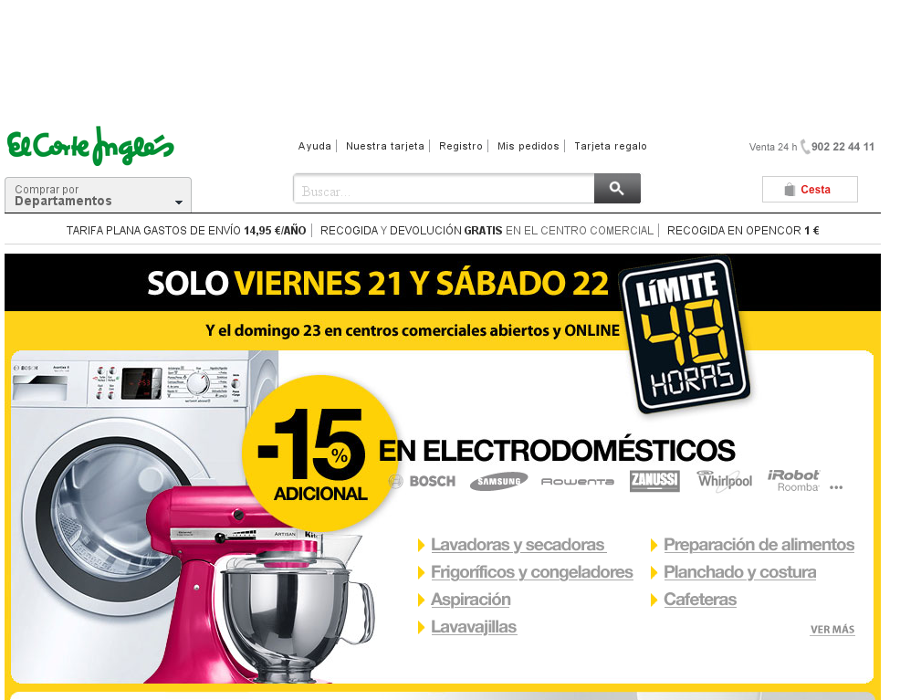 El Corte Inglés
Ayuda
Nuestra tarjeta
Registro
Mis pedidos
Tarjeta regalo
Venta 24 h 902 22 44 11
Comprar por
Departamentos
Buscar...
Cesta
TARIFA PLANA GASTOS DE ENVÍO 14,95 €/AÑO
RECOGIDA Y DEVOLUCIÓN GRATIS EN EL CENTRO COMERCIAL
RECOGIDA EN OPENCOR 1 €
SOLO VIERNES 21 Y SÁBADO 22
LÍMITE
48
HORAS
Y el domingo 23 en centros comerciales abiertos y ONLINE
BOSCH
-15%
ADICIONAL
EN ELECTRODOMÉSTICOS
BOSCH
SAMSUNG
Rowenta
ZANUSSI
Whirlpool
iRobot
Roomba
...
ARTISAN
Lavadoras y secadoras
Frigoríficos y congeladores
Aspiración
Lavavajillas
Preparación de alimentos
Planchado y costura
Cafeteras
VER MÁS